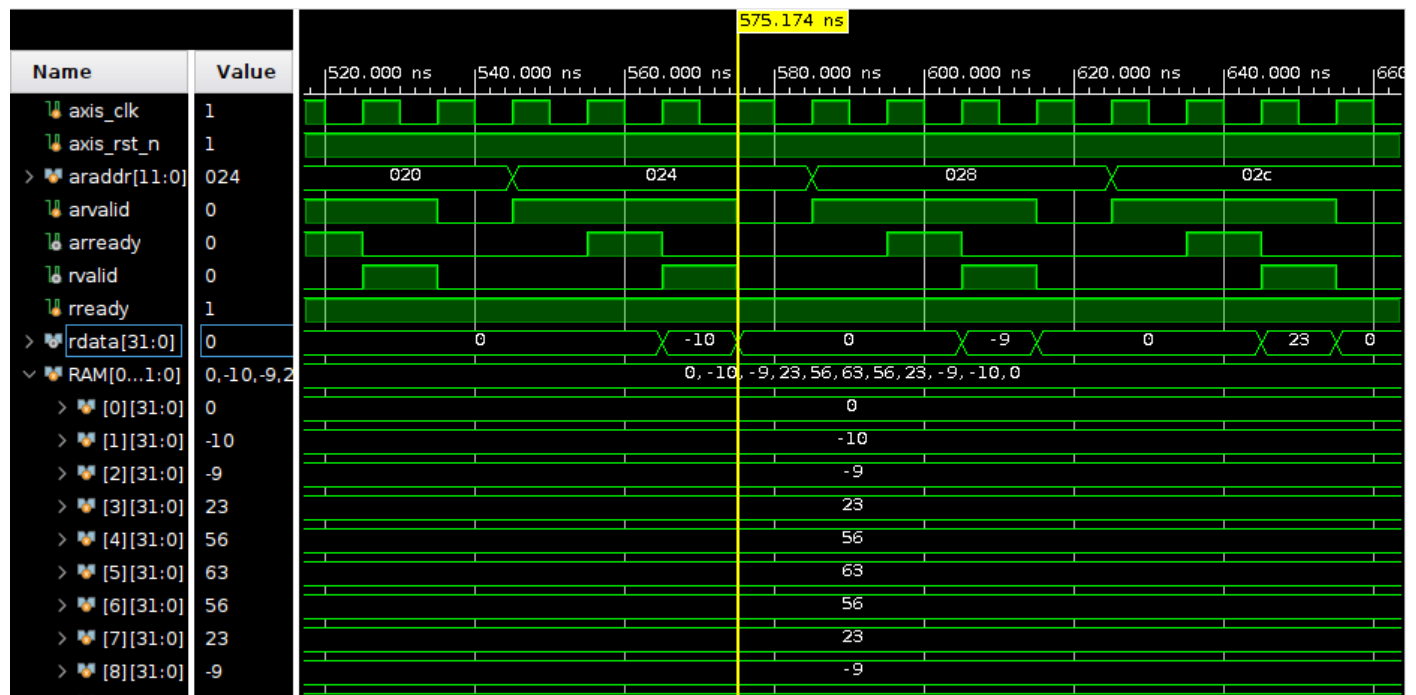 575.174 ns
Name Value
520.000 ns 540.000 ns 560.000 ns 580.000 ns 600.000 ns 620.000 ns 640.000 ns 660
axis_clk 1
axis_rst_n 1
araddr[11:0] 024 020 024 028 02c
arvalid 0
arready 0
rvalid 0
rready 1
rdata[31:0] 0 0 -10 0 -9 0 23 0
RAM[0...1:0] 0,-10,-9,2 0,-10,-9,23,56,63,56,23,-9,-10,0
[0][31:0] 0 0
[1][31:0] -10 -10
[2][31:0] -9 -9
[3][31:0] 23 23
[4][31:0] 56 56
[5][31:0] 63 63
[6][31:0] 56 56
[7][31:0] 23 23
[8][31:0] -9 -9